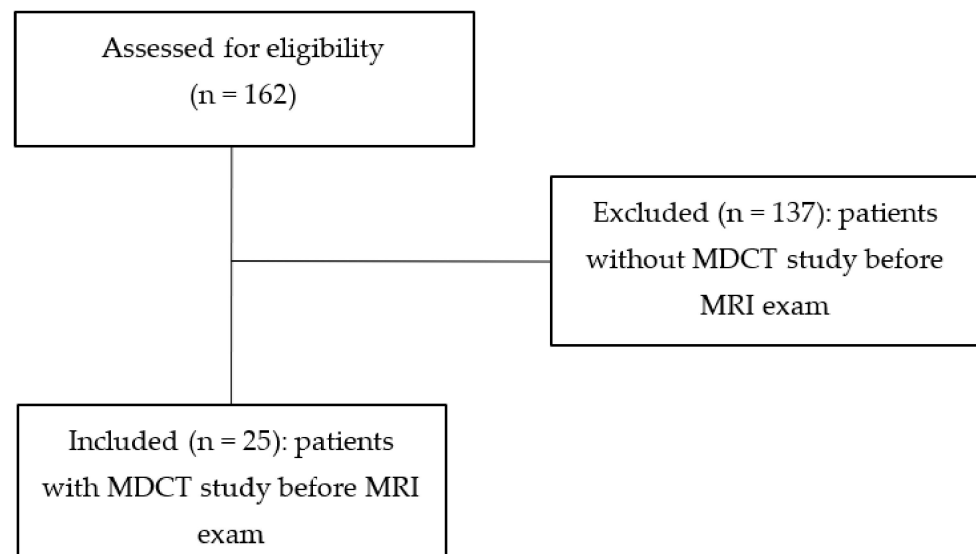 Assessed for eligibility
(n = 162)
Excluded (n = 137): patients
without MDCT study before
MRI exam
Included (n = 25): patients
with MDCT study before MRI
exam